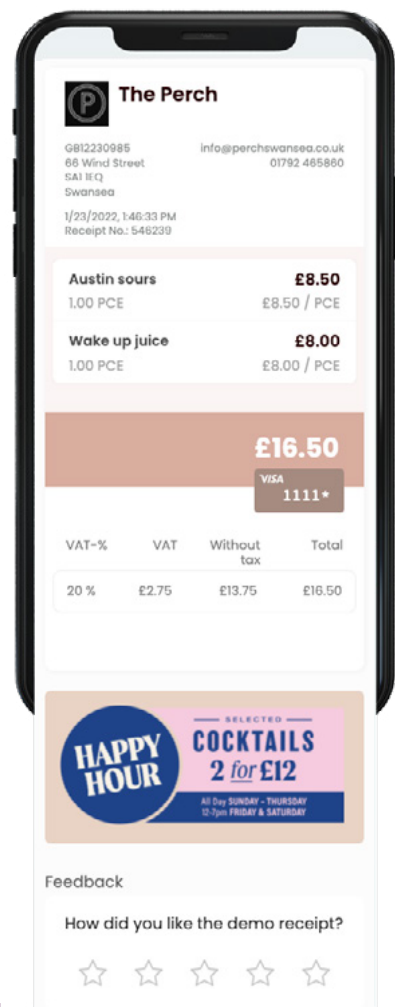 P The Perch
GB12230985 info@perchswansea.co.uk
66 Wind Street 01792 465860
SA1 1EQ
Swansea
1/23/2022, 1:46:33 PM
Receipt No.: 546239
Austin sours £8.50
1.00 PCE £8.50 / PCE
Wake up juice £8.00
1.00 PCE £8.00 / PCE
£16.50
VISA
1111*
VAT-% VAT Without tax Total
20 % £2.75 £13.75 £16.50
HAPPY
HOUR
SELECTED
COCKTAILS
2 for £12
All Day SUNDAY - THURSDAY
12-7pm FRIDAY & SATURDAY
Feedback
How did you like the demo receipt?